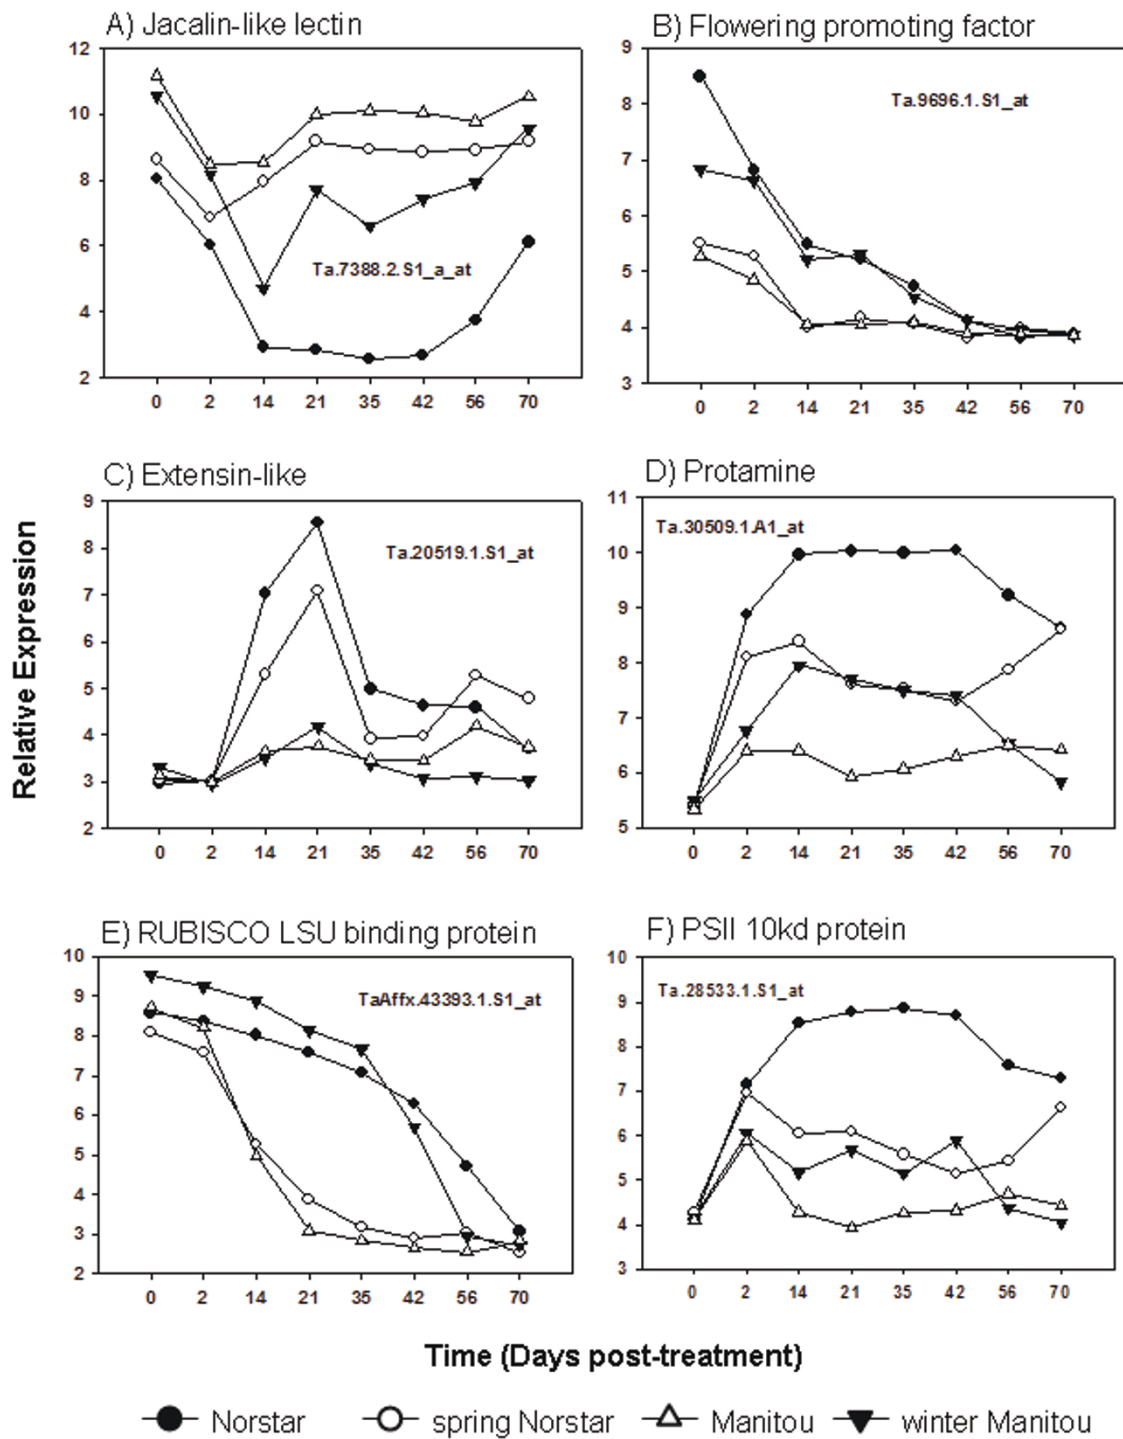 A) Jacalin-like lectin
12
10
8
6
4
2
Ta.7388.2.S1_a_at
0 2 14 21 35 42 56 70
B) Flowering promoting factor
9
8
7
6
5
4
3
Ta.9696.1.S1_at
0 2 14 21 35 42 56 70
C) Extensin-like
9
8
7
6
5
4
3
2
Ta.20519.1.S1_at
0 2 14 21 35 42 56 70
D) Protamine
11
10
9
8
7
6
5
Ta.30509.1.A1_at
0 2 14 21 35 42 56 70
Relative Expression
E) RUBISCO LSU binding protein
10
9
8
7
6
5
4
3
2
TaAffx.43393.1.S1_at
0 2 14 21 35 42 56 70
F) PSII 10kd protein
10
9
8
7
6
5
4
3
Ta.28533.1.S1_at
0 2 14 21 35 42 56 70
Time (Days post-treatment)
Norstar spring Norstar Manitou winter Manitou